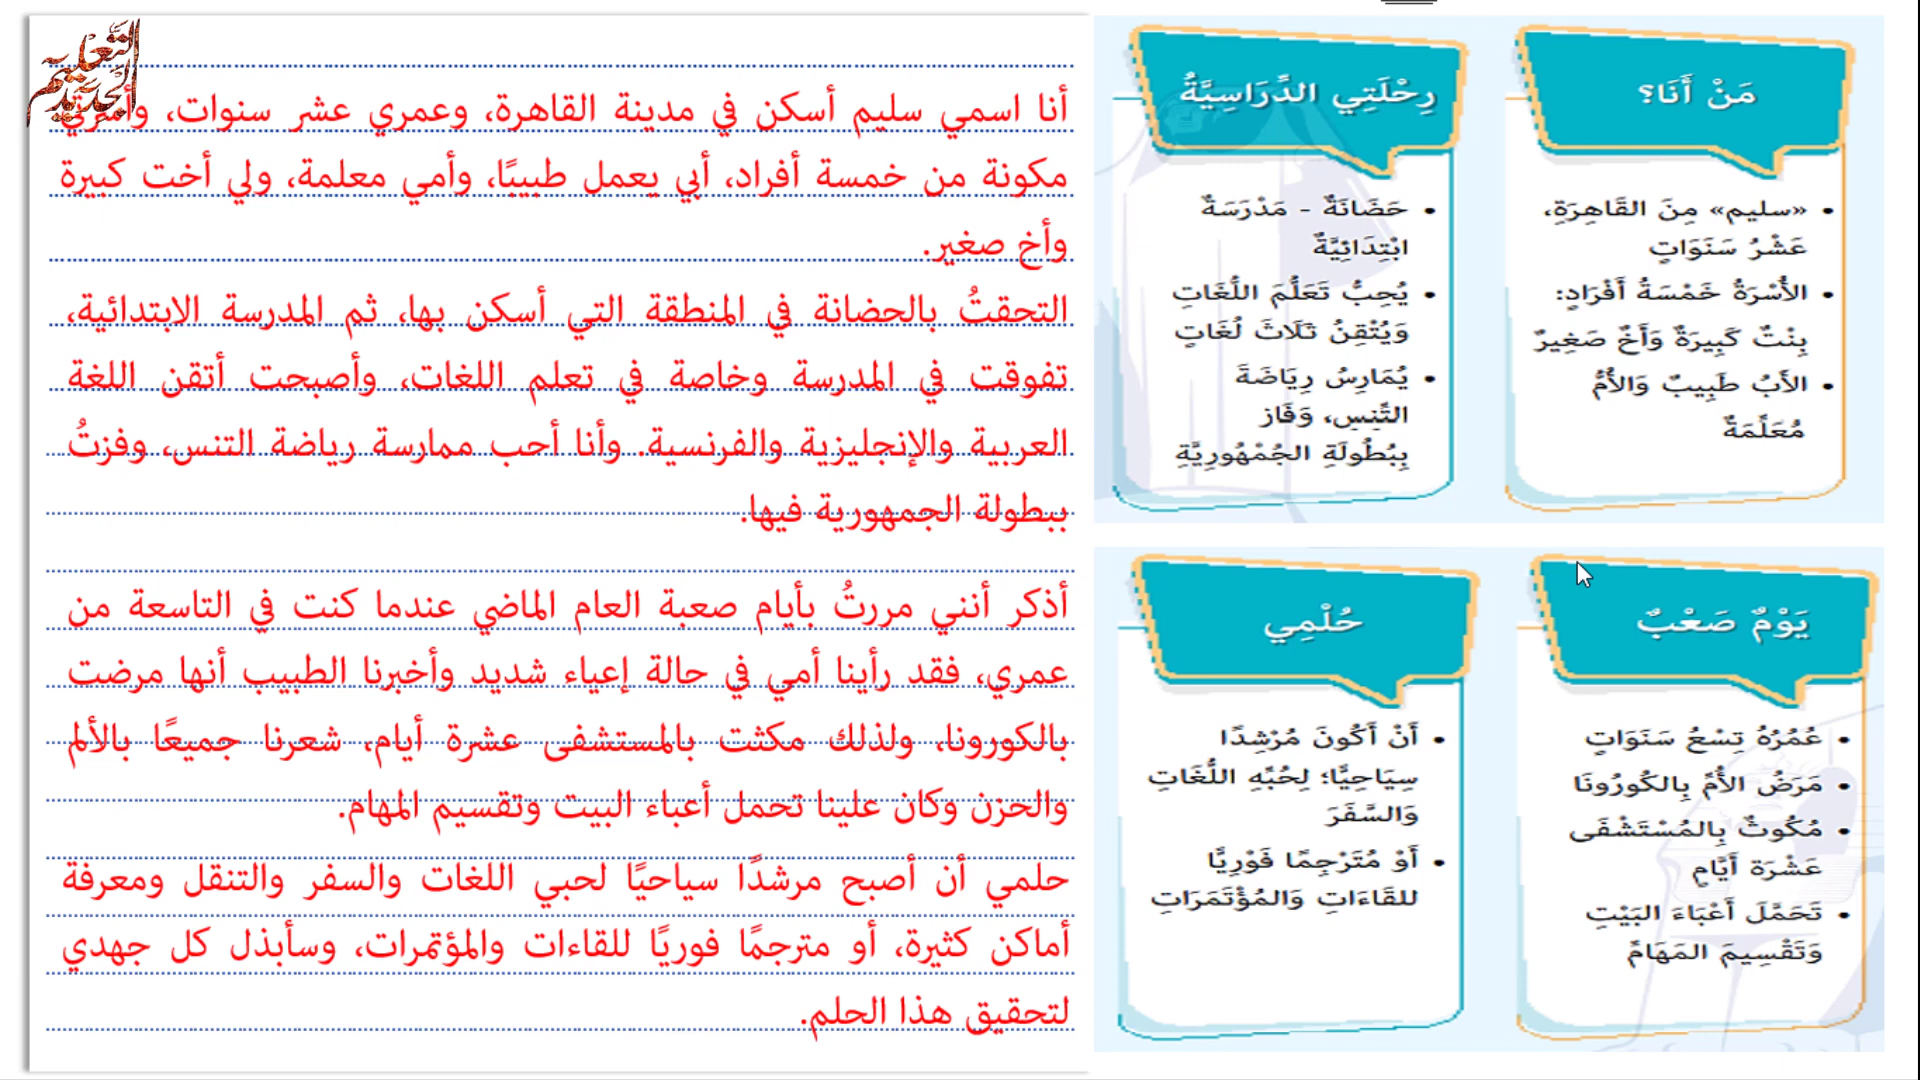 مَنْ أَنَا؟
«سليم» مِنَ القَاهِرَةِ،
عَشْرُ سَنَوَاتٍ
الأُسْرَةُ خَمْسَةُ أَفْرَادٍ:
بِنْتٌ كَبِيرَةٌ وَأَخٌ صَغِيرٌ
الأَبُ طَبِيبٌ وَالأُمُّ
مُعَلِّمَةٌ
رِحْلَتِي الدِّرَاسِيَّةُ
حَضَانَةٌ - مَدْرَسَةٌ
ابْتِدَائِيَّةٌ
يُحِبُّ تَعَلُّمَ اللُّغَاتِ
وَيُتْقِنُ ثَلَاثَ لُغَاتٍ
يُمَارِسُ رِيَاضَةَ
التِّنِسِ، وَفَازَ
بِبُطُولَةِ الجُمْهُورِيَّةِ
يَوْمٌ صَعْبٌ
عُمْرُهُ تِسْعُ سَنَوَاتٍ
مَرَضُ الأُمِّ بِالكُورُونَا
مُكُوثٌ بِالمُسْتَشْفَى
عَشْرَة أَيَّامٍ
تَحَمَّلَ أَعْبَاءَ البَيْتِ
وَتَقْسِيمَ المَهَامِّ
حُلْمِي
أَنْ أَكُونَ مُرْشِدًا
سِيَاحِيًّا؛ لِحُبِّهِ اللُّغَاتِ
وَالسَّفَرَ
أَوْ مُتَرْجِمًا فَوْرِيًّا
للقَاءَاتِ وَالمُؤْتَمَرَاتِ
التَّعْلِيم
الجَدِيد
أنا اسمي سليم أسكن في مدينة القاهرة، وعمري عشر سنوات، وأسرتي
مكونة من خمسة أفراد، أبي يعمل طبيبًا، وأمي معلمة، ولي أخت كبيرة
وأخ صغير.
التحقتُ بالحضانة في المنطقة التي أسكن بها، ثم المدرسة الابتدائية،
تفوقت في المدرسة وخاصة في تعلم اللغات، وأصبحت أتقن اللغة
العربية والإنجليزية والفرنسية. وأنا أحب ممارسة رياضة التنس، وفزتُ
ببطولة الجمهورية فيها.
أذكر أنني مررتُ بأيام صعبة العام الماضي عندما كنت في التاسعة من
عمري، فقد رأينا أمي في حالة إعياء شديد وأخبرنا الطبيب أنها مرضت
بالكورونا، ولذلك مكثت بالمستشفى عشرة أيام، شعرنا جميعًا بالألم
والحزن وكان علينا تحمل أعباء البيت وتقسيم المهام.
حلمي أن أصبح مرشدًا سياحيًا لحبي اللغات والسفر والتنقل ومعرفة
أماكن كثيرة، أو مترجمًا فوريًا للقاءات والمؤتمرات، وسأبذل كل جهدي
لتحقيق هذا الحلم.